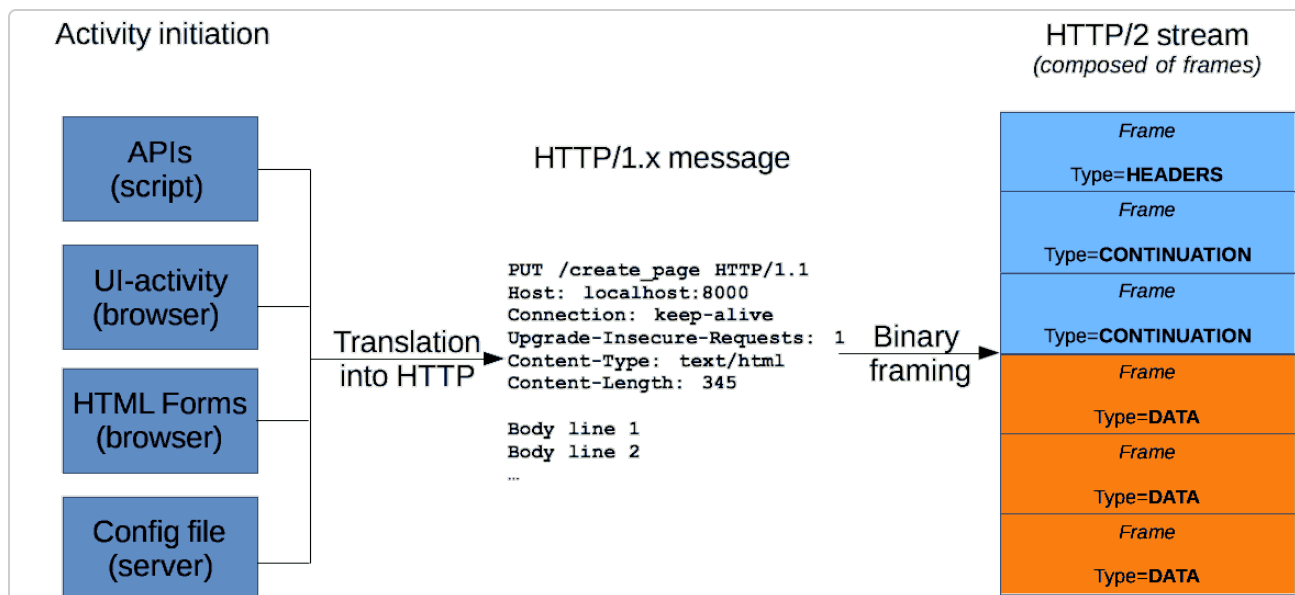 Activity initiation
HTTP/2 stream
(composed of frames)
APIs
(script)
UI-activity
(browser)
HTML Forms
(browser)
Config file
(server)
Translation
into HTTP
HTTP/1.x message
PUT /create_page HTTP/1.1
Host: localhost:8000
Connection: keep-alive
Upgrade-Insecure-Requests: 1
Content-Type: text/html
Content-Length: 345
Body line 1
Body line 2
…
Binary
framing
Frame
Type=HEADERS
Frame
Type=CONTINUATION
Frame
Type=CONTINUATION
Frame
Type=DATA
Frame
Type=DATA
Frame
Type=DATA